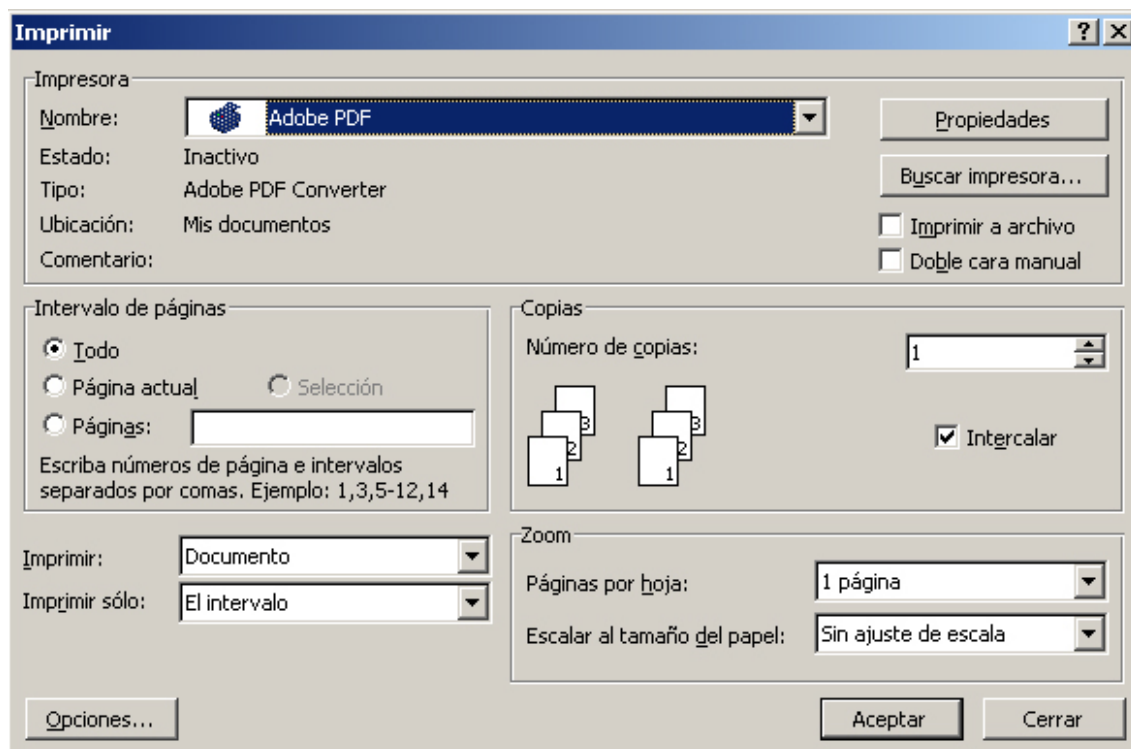 Imprimir
Impresora
Nombre: Adobe PDF Propiedades
Estado: Inactivo
Tipo: Adobe PDF Converter Buscar impresora...
Ubicación: Mis documentos Imprimir a archivo
Comentario: Doble cara manual
Intervalo de páginas
Todo
Página actual Selección
Páginas:
Escriba números de página e intervalos
separados por comas. Ejemplo: 1,3,5-12,14
Copias
Número de copias: 1
3 3
2 2
1 1
Intercalar
Imprimir: Documento
Imprimir sólo: El intervalo
Zoom
Páginas por hoja: 1 página
Escalar al tamaño del papel: Sin ajuste de escala
Opciones... Aceptar Cerrar